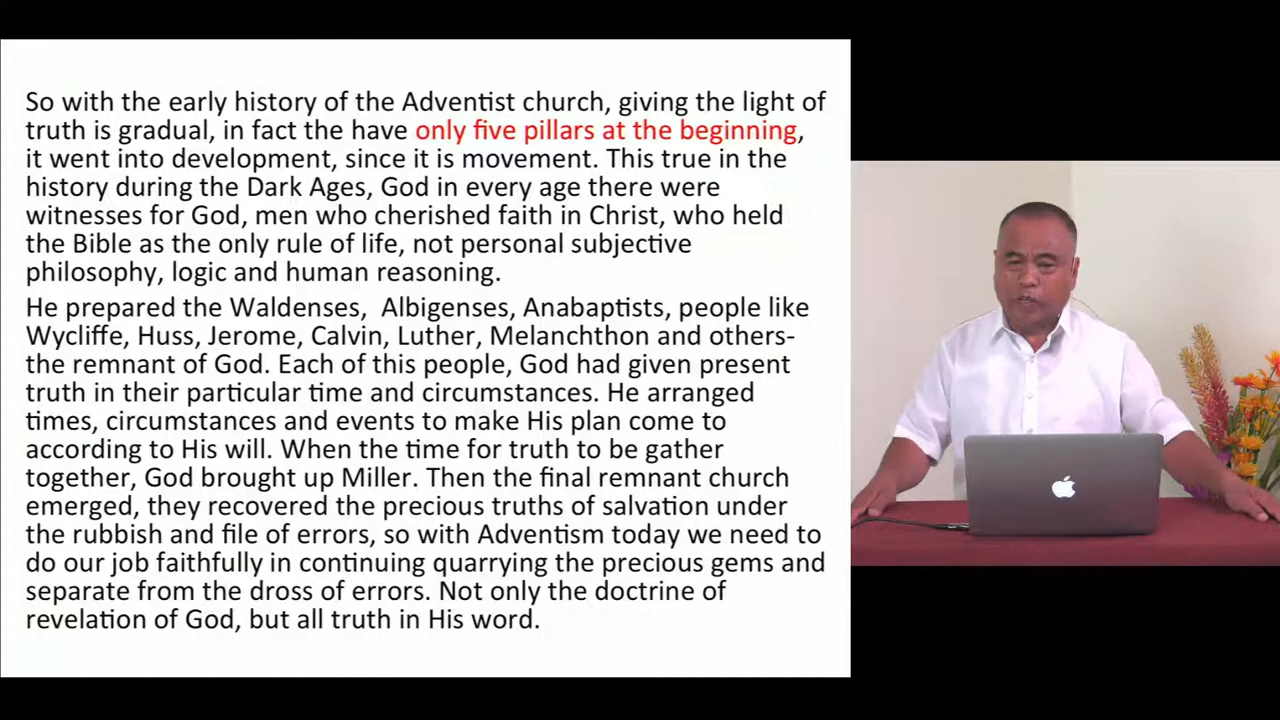 So with the early history of the Adventist church, giving the light of
truth is gradual, in fact the have only five pillars at the beginning,
it went into development, since it is movement. This true in the
history during the Dark Ages, God in every age there were
witnesses for God, men who cherished faith in Christ, who held
the Bible as the only rule of life, not personal subjective
philosophy, logic and human reasoning.
He prepared the Waldenses,  Albigenses, Anabaptists, people like
Wycliffe, Huss, Jerome, Calvin, Luther, Melanchthon and others-
the remnant of God. Each of this people, God had given present
truth in their particular time and circumstances. He arranged
times, circumstances and events to make His plan come to
according to His will. When the time for truth to be gather
together, God brought up Miller. Then the final remnant church
emerged, they recovered the precious truths of salvation under
the rubbish and file of errors, so with Adventism today we need to
do our job faithfully in continuing quarrying the precious gems and
separate from the dross of errors. Not only the doctrine of
revelation of God, but all truth in His word.